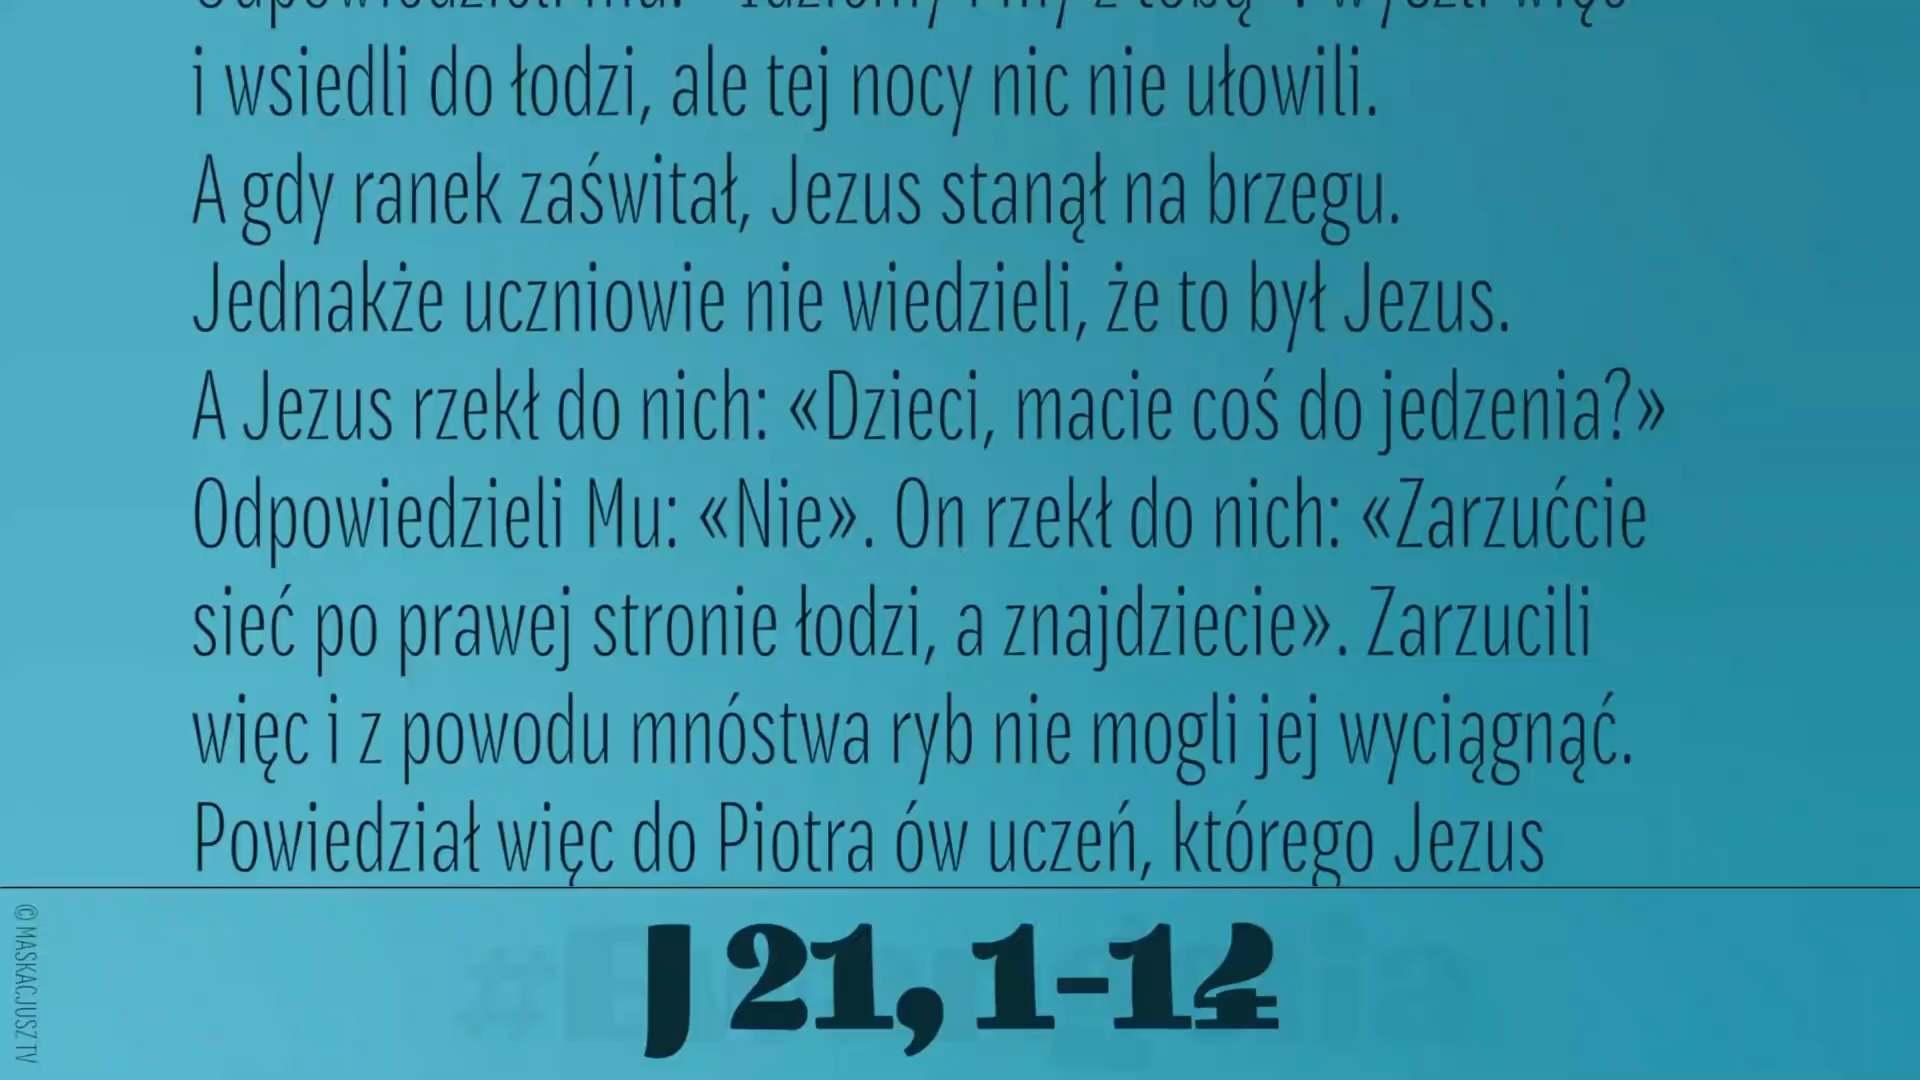 i wsiedli do łodzi, ale tej nocy nic nie ułowili.
A gdy ranek zaświtał, Jezus stanął na brzegu.
Jednakże uczniowie nie wiedzieli, że to był Jezus.
A Jezus rzekł do nich: «Dzieci, macie coś do jedzenia?»
Odpowiedzieli Mu: «Nie». On rzekł do nich: «Zarzućcie
sieć po prawej stronie łodzi, a znajdziecie». Zarzucili
więc i z powodu mnóstwa ryb nie mogli jej wyciągnąć.
Powiedział więc do Piotra ów uczeń, którego Jezus
J 21, 1-14
© MASKACJUSZ TV